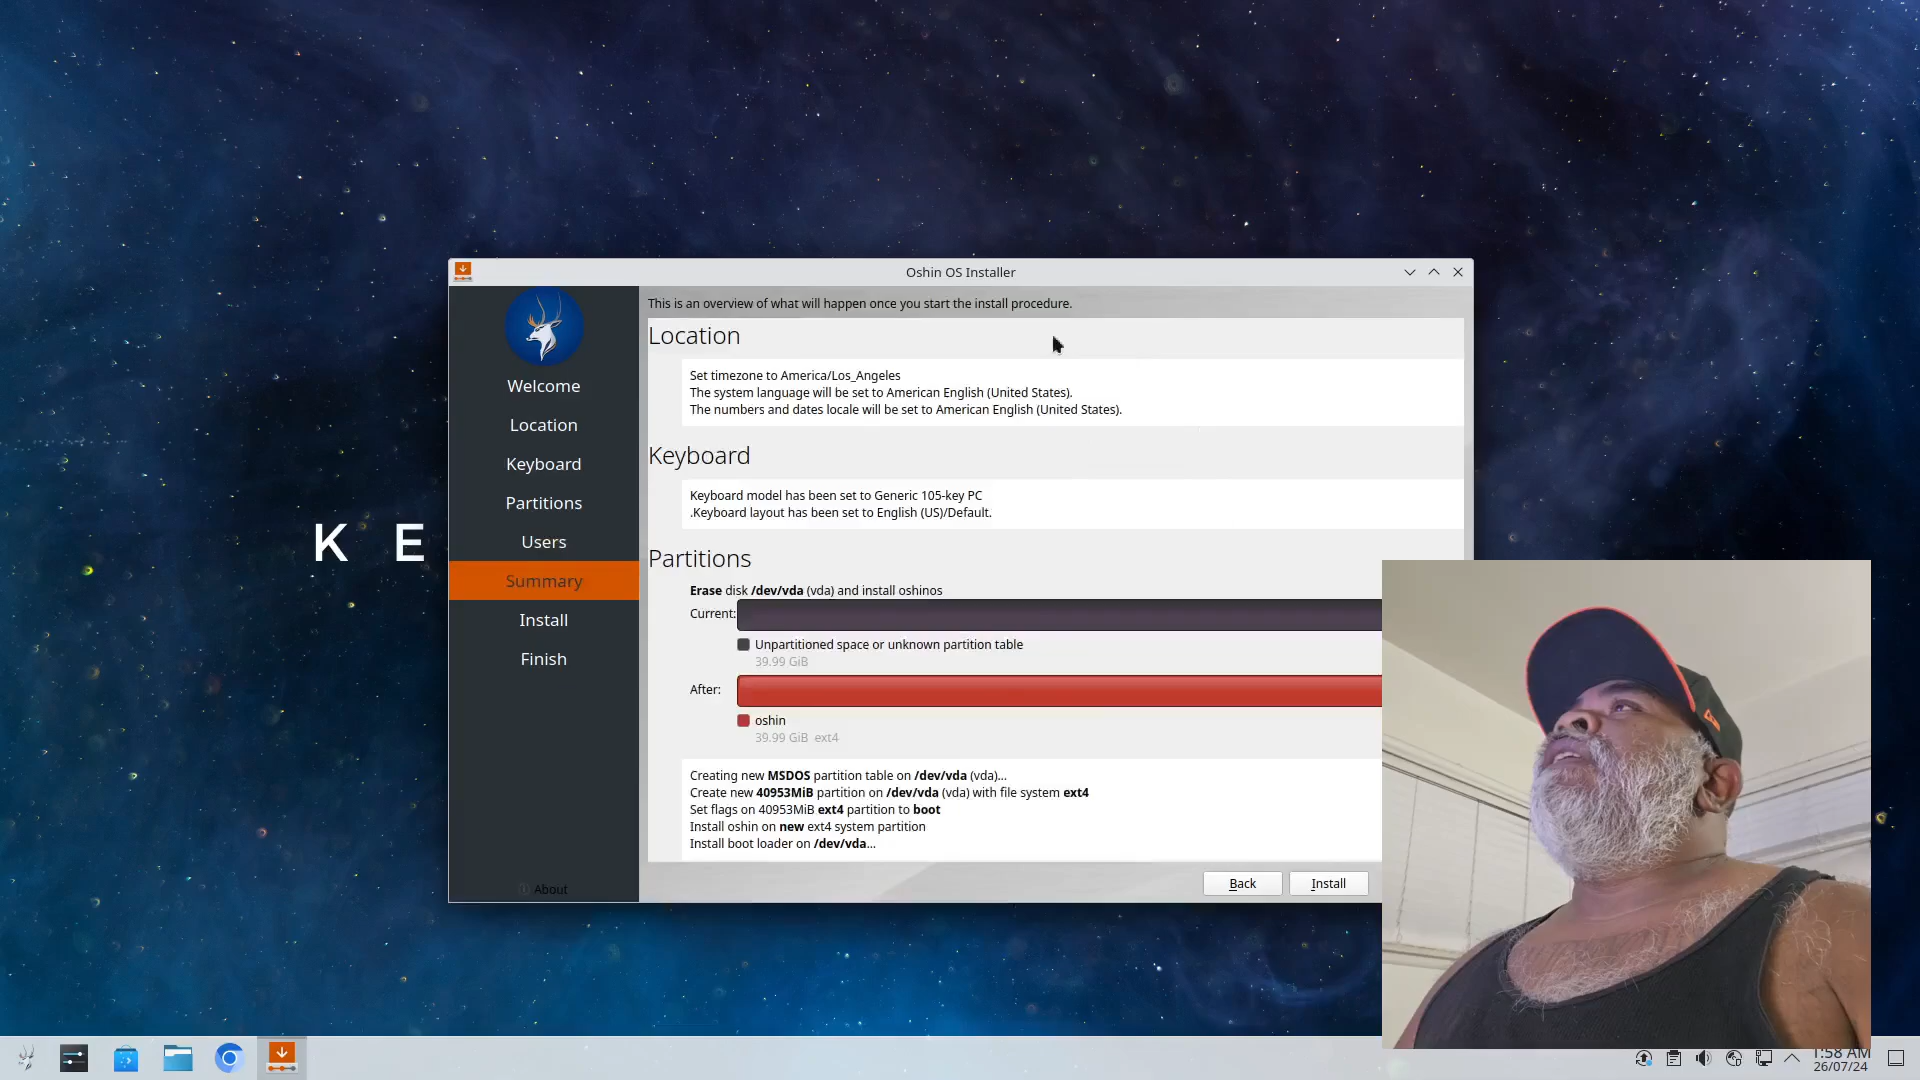 Oshin OS Installer
This is an overview of what will happen once you start the install procedure.
Welcome
Location
Keyboard
Partitions
Users
Summary
Install
Finish
About
Location
Set timezone to America/Los_Angeles
The system language will be set to American English (United States).
The numbers and dates locale will be set to American English (United States).
Keyboard
Keyboard model has been set to Generic 105-key PC
.Keyboard layout has been set to English (US)/Default.
Partitions
Erase disk /dev/vda (vda) and install oshinos
Current:
Unpartitioned space or unknown partition table
39.99 GiB
After:
oshin
39.99 GiB ext4
Creating new MSDOS partition table on /dev/vda (vda)...
Create new 40953MiB partition on /dev/vda (vda) with file system ext4
Set flags on 40953MiB ext4 partition to boot
Install oshin on new ext4 system partition
Install boot loader on /dev/vda...
Back Install
K E
1:58 AM
26/07/24